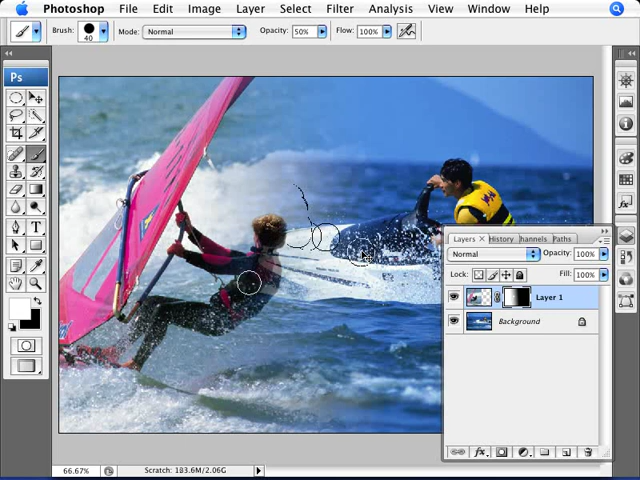 Photoshop File Edit Image Layer Select Filter Analysis View Window Help
Brush: 40 Mode: Normal Opacity: 50% Flow: 100%
Ps
Layers × History hannels Paths
Normal Opacity: 100%
Lock: Fill: 100%
Layer 1
Background
fx
66.67% Scratch: 183.6M/2.06G